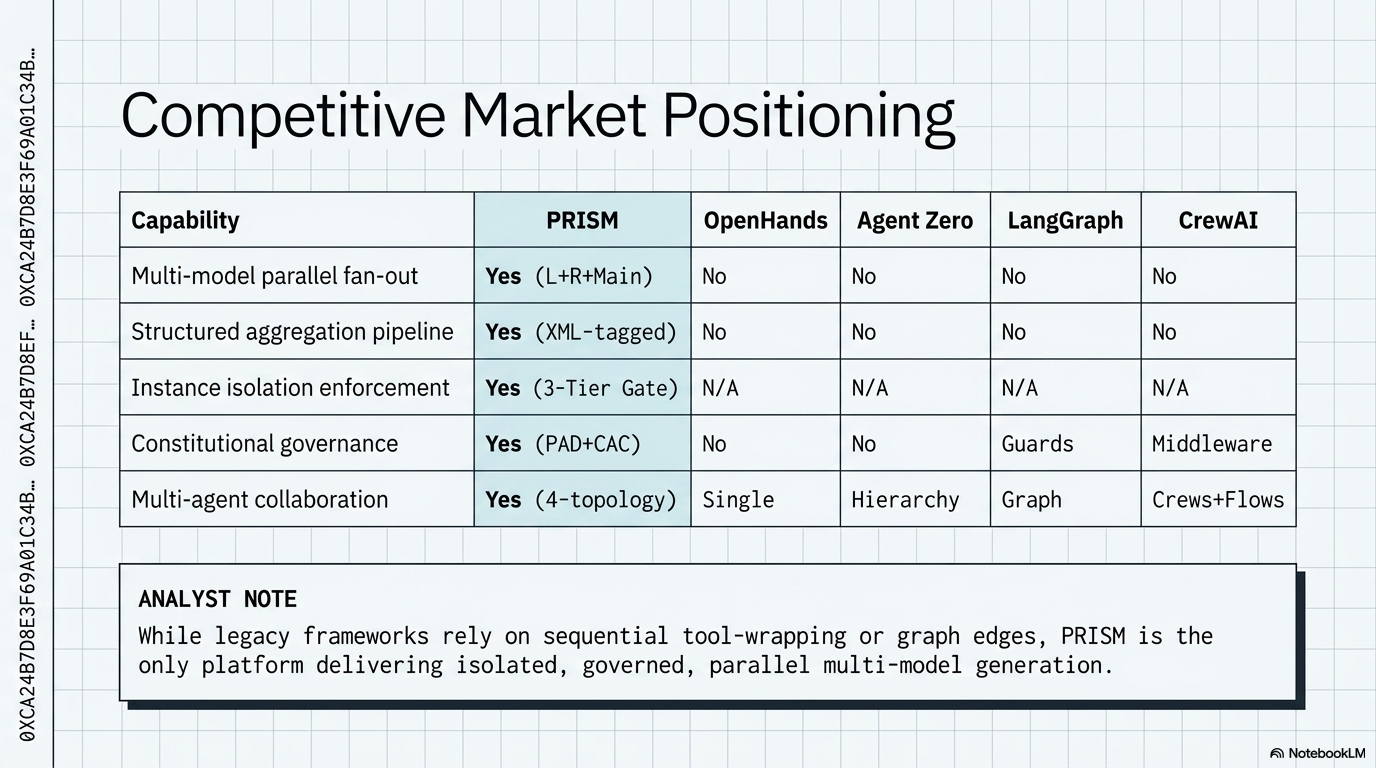 Competitive Market Positioning
Capability PRISM OpenHands Agent Zero LangGraph CrewAI
Multi-model parallel fan-out Yes (L+R+Main) No No No No
Structured aggregation pipeline Yes (XML-tagged) No No No No
Instance isolation enforcement Yes (3-Tier Gate) N/A N/A N/A N/A
Constitutional governance Yes (PAD+CAC) No No Guards Middleware
Multi-agent collaboration Yes (4-topology) Single Hierarchy Graph Crews+Flows
ANALYST NOTE
While legacy frameworks rely on sequential tool-wrapping or graph edges, PRISM is the
only platform delivering isolated, governed, parallel multi-model generation.
0XCA24B7D8E3F69A01C34B… 0XCA24B7D8EF… 0XCA24B7D8E3F69A01C34B…
NotebookLM